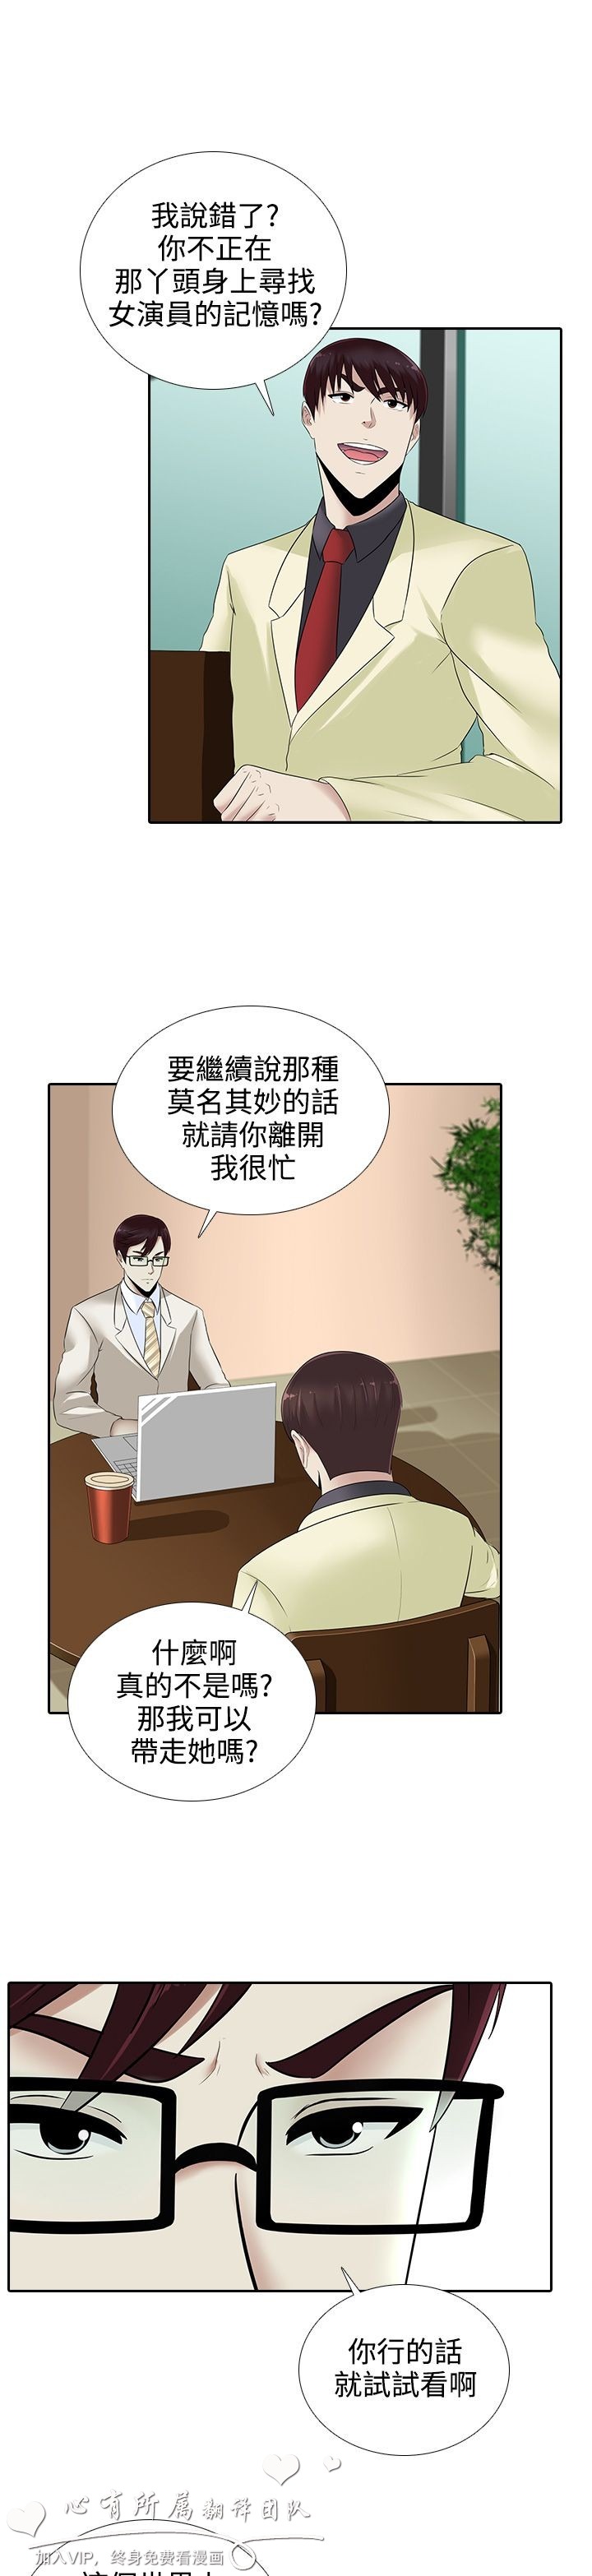 我說錯了?
你不正在
那丫頭身上尋找
女演員的記憶嗎?
要繼續說那種
莫名其妙的話
就請你離開
我很忙
什麼啊
真的不是嗎?
那我可以
帶走她嗎?
你行的話
就試試看啊
心有所属翻译团队
加入VIP，终身免费看漫画